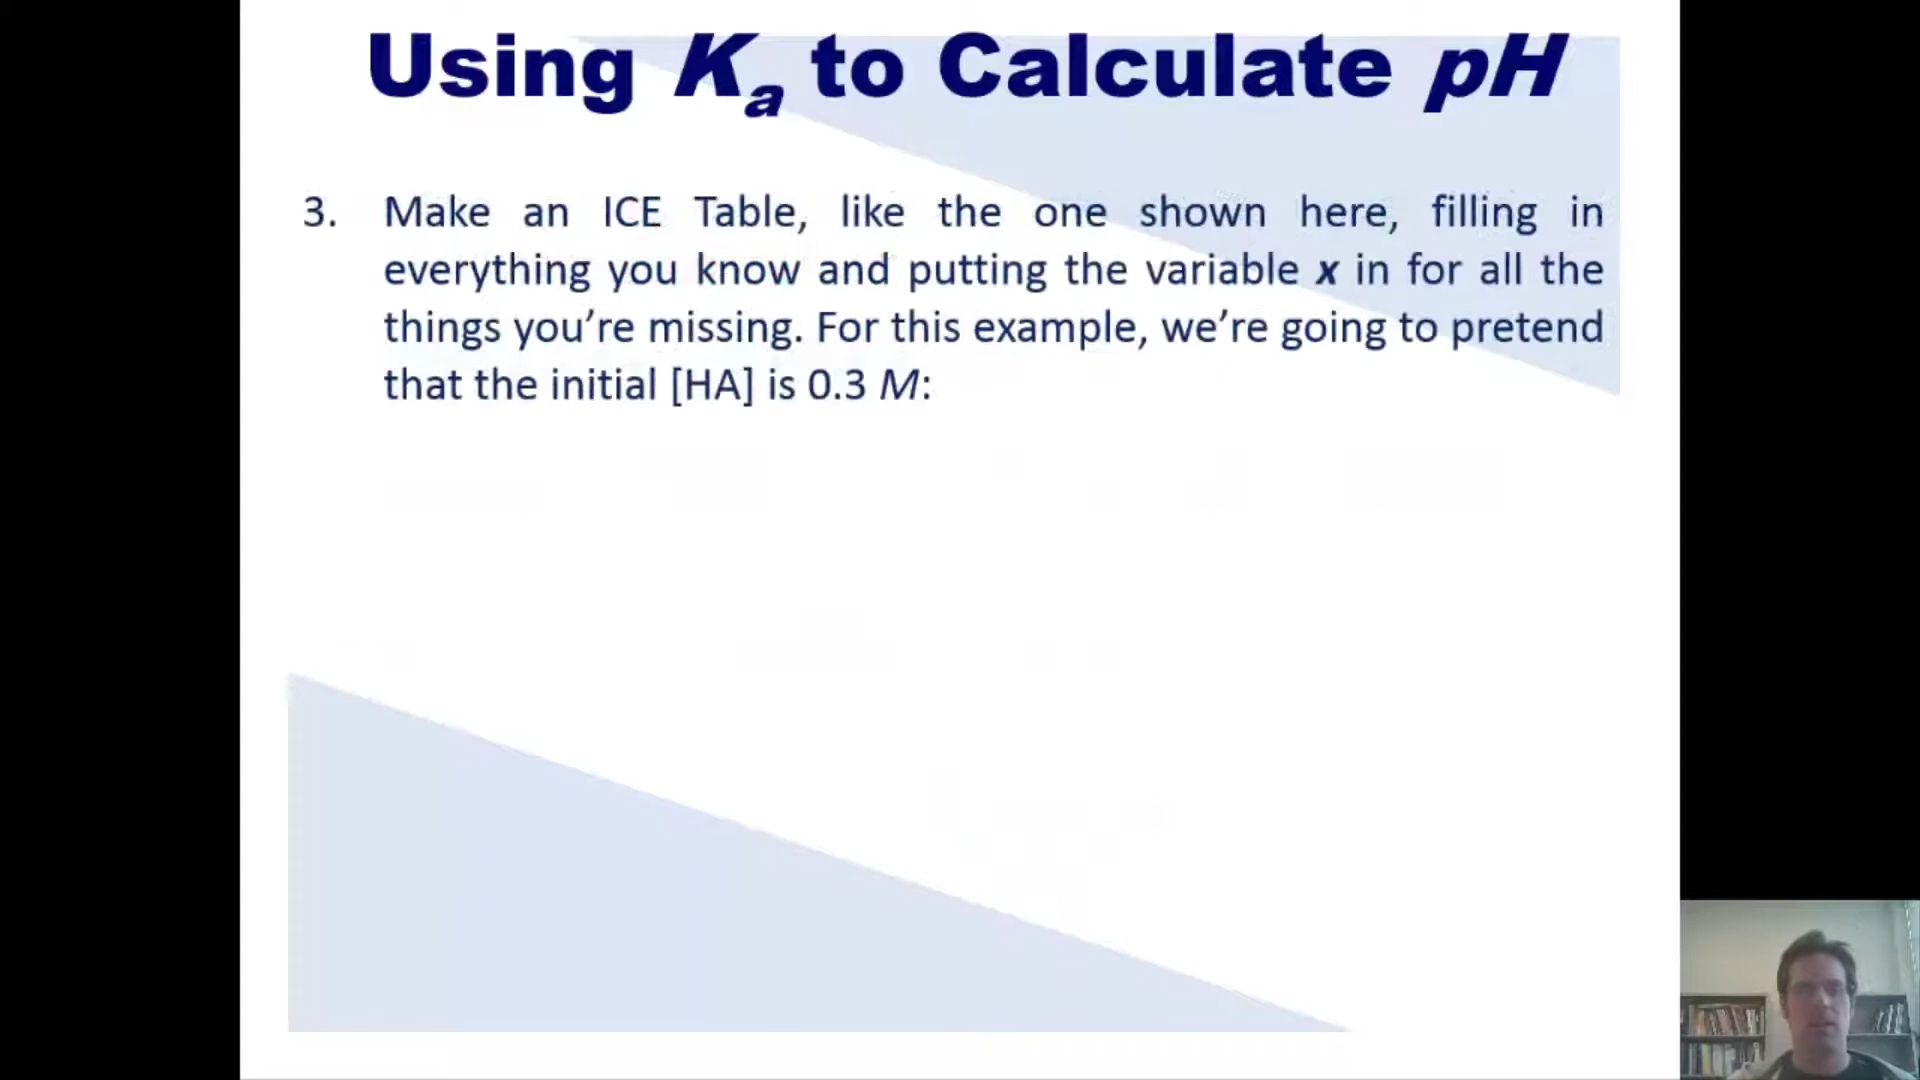 Using Ka to Calculate pH
3. Make an ICE Table, like the one shown here, filling in
everything you know and putting the variable x in for all the
things you’re missing. For this example, we’re going to pretend
that the initial [HA] is 0.3 M: